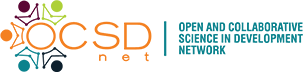 OCSD
net
OPEN AND COLLABORATIVE
SCIENCE IN DEVELOPMENT
NETWORK